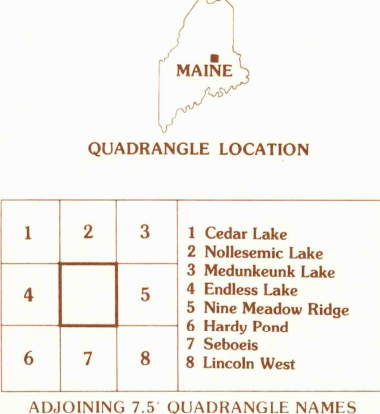 MAINE
QUADRANGLE LOCATION
1 2 3
4 5
6 7 8
1 Cedar Lake
2 Nollesemic Lake
3 Medunkeunk Lake
4 Endless Lake
5 Nine Meadow Ridge
6 Hardy Pond
7 Seboeis
8 Lincoln West
ADJOINING 7.5' QUADRANGLE NAMES